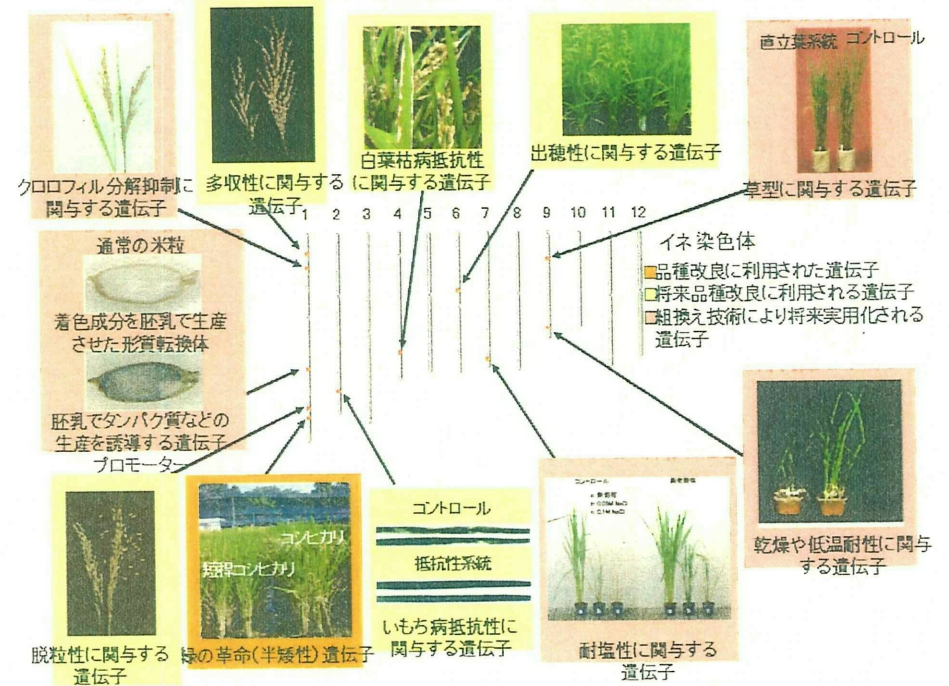 直立葉系統 コントロール
クロロフィル分解抑制に
関与する遺伝子
多収性に関与する
遺伝子
白葉枯病抵抗性
に関与する遺伝子
出穂性に関与する遺伝子
草型に関与する遺伝子
1 2 3 4 5 6 7 8 9 10 11 12
イネ染色体
品種改良に利用された遺伝子
将来品種改良に利用される遺伝子
組換え技術により将来実用化される
遺伝子
通常の米粒
着色成分を胚乳で生産
させた形質転換体
胚乳でタンパク質などの
生産を誘導する遺伝子
プロモーター
脱粒性に関与する
遺伝子
コシヒカリ
短稈コシヒカリ
緑の革命(半矮性)遺伝子
コントロール
抵抗性系統
いもち病抵抗性に
関与する遺伝子
コントロール
耐塩性に関与する
遺伝子
乾燥や低温耐性に関与
する遺伝子